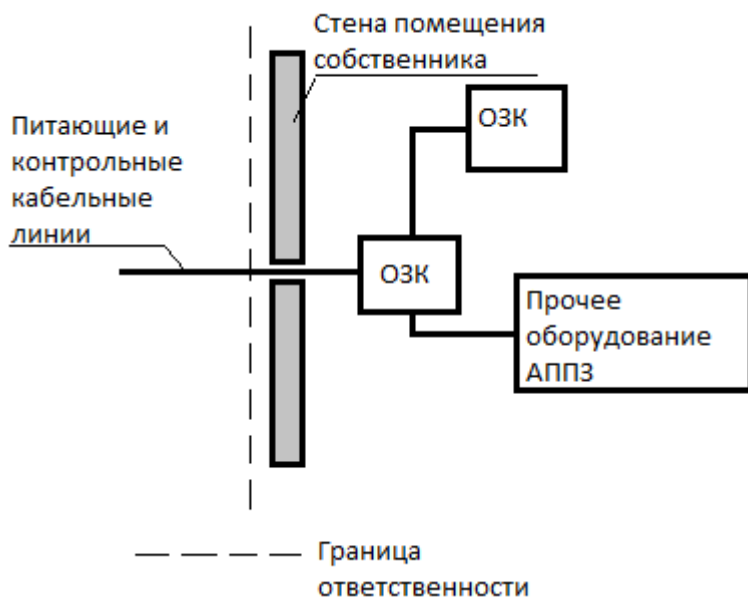 Стена помещения
собственника
ОЗК
Питающие и
контрольные
кабельные
линии
ОЗК
Прочее
оборудование
АППЗ
Граница
ответственности